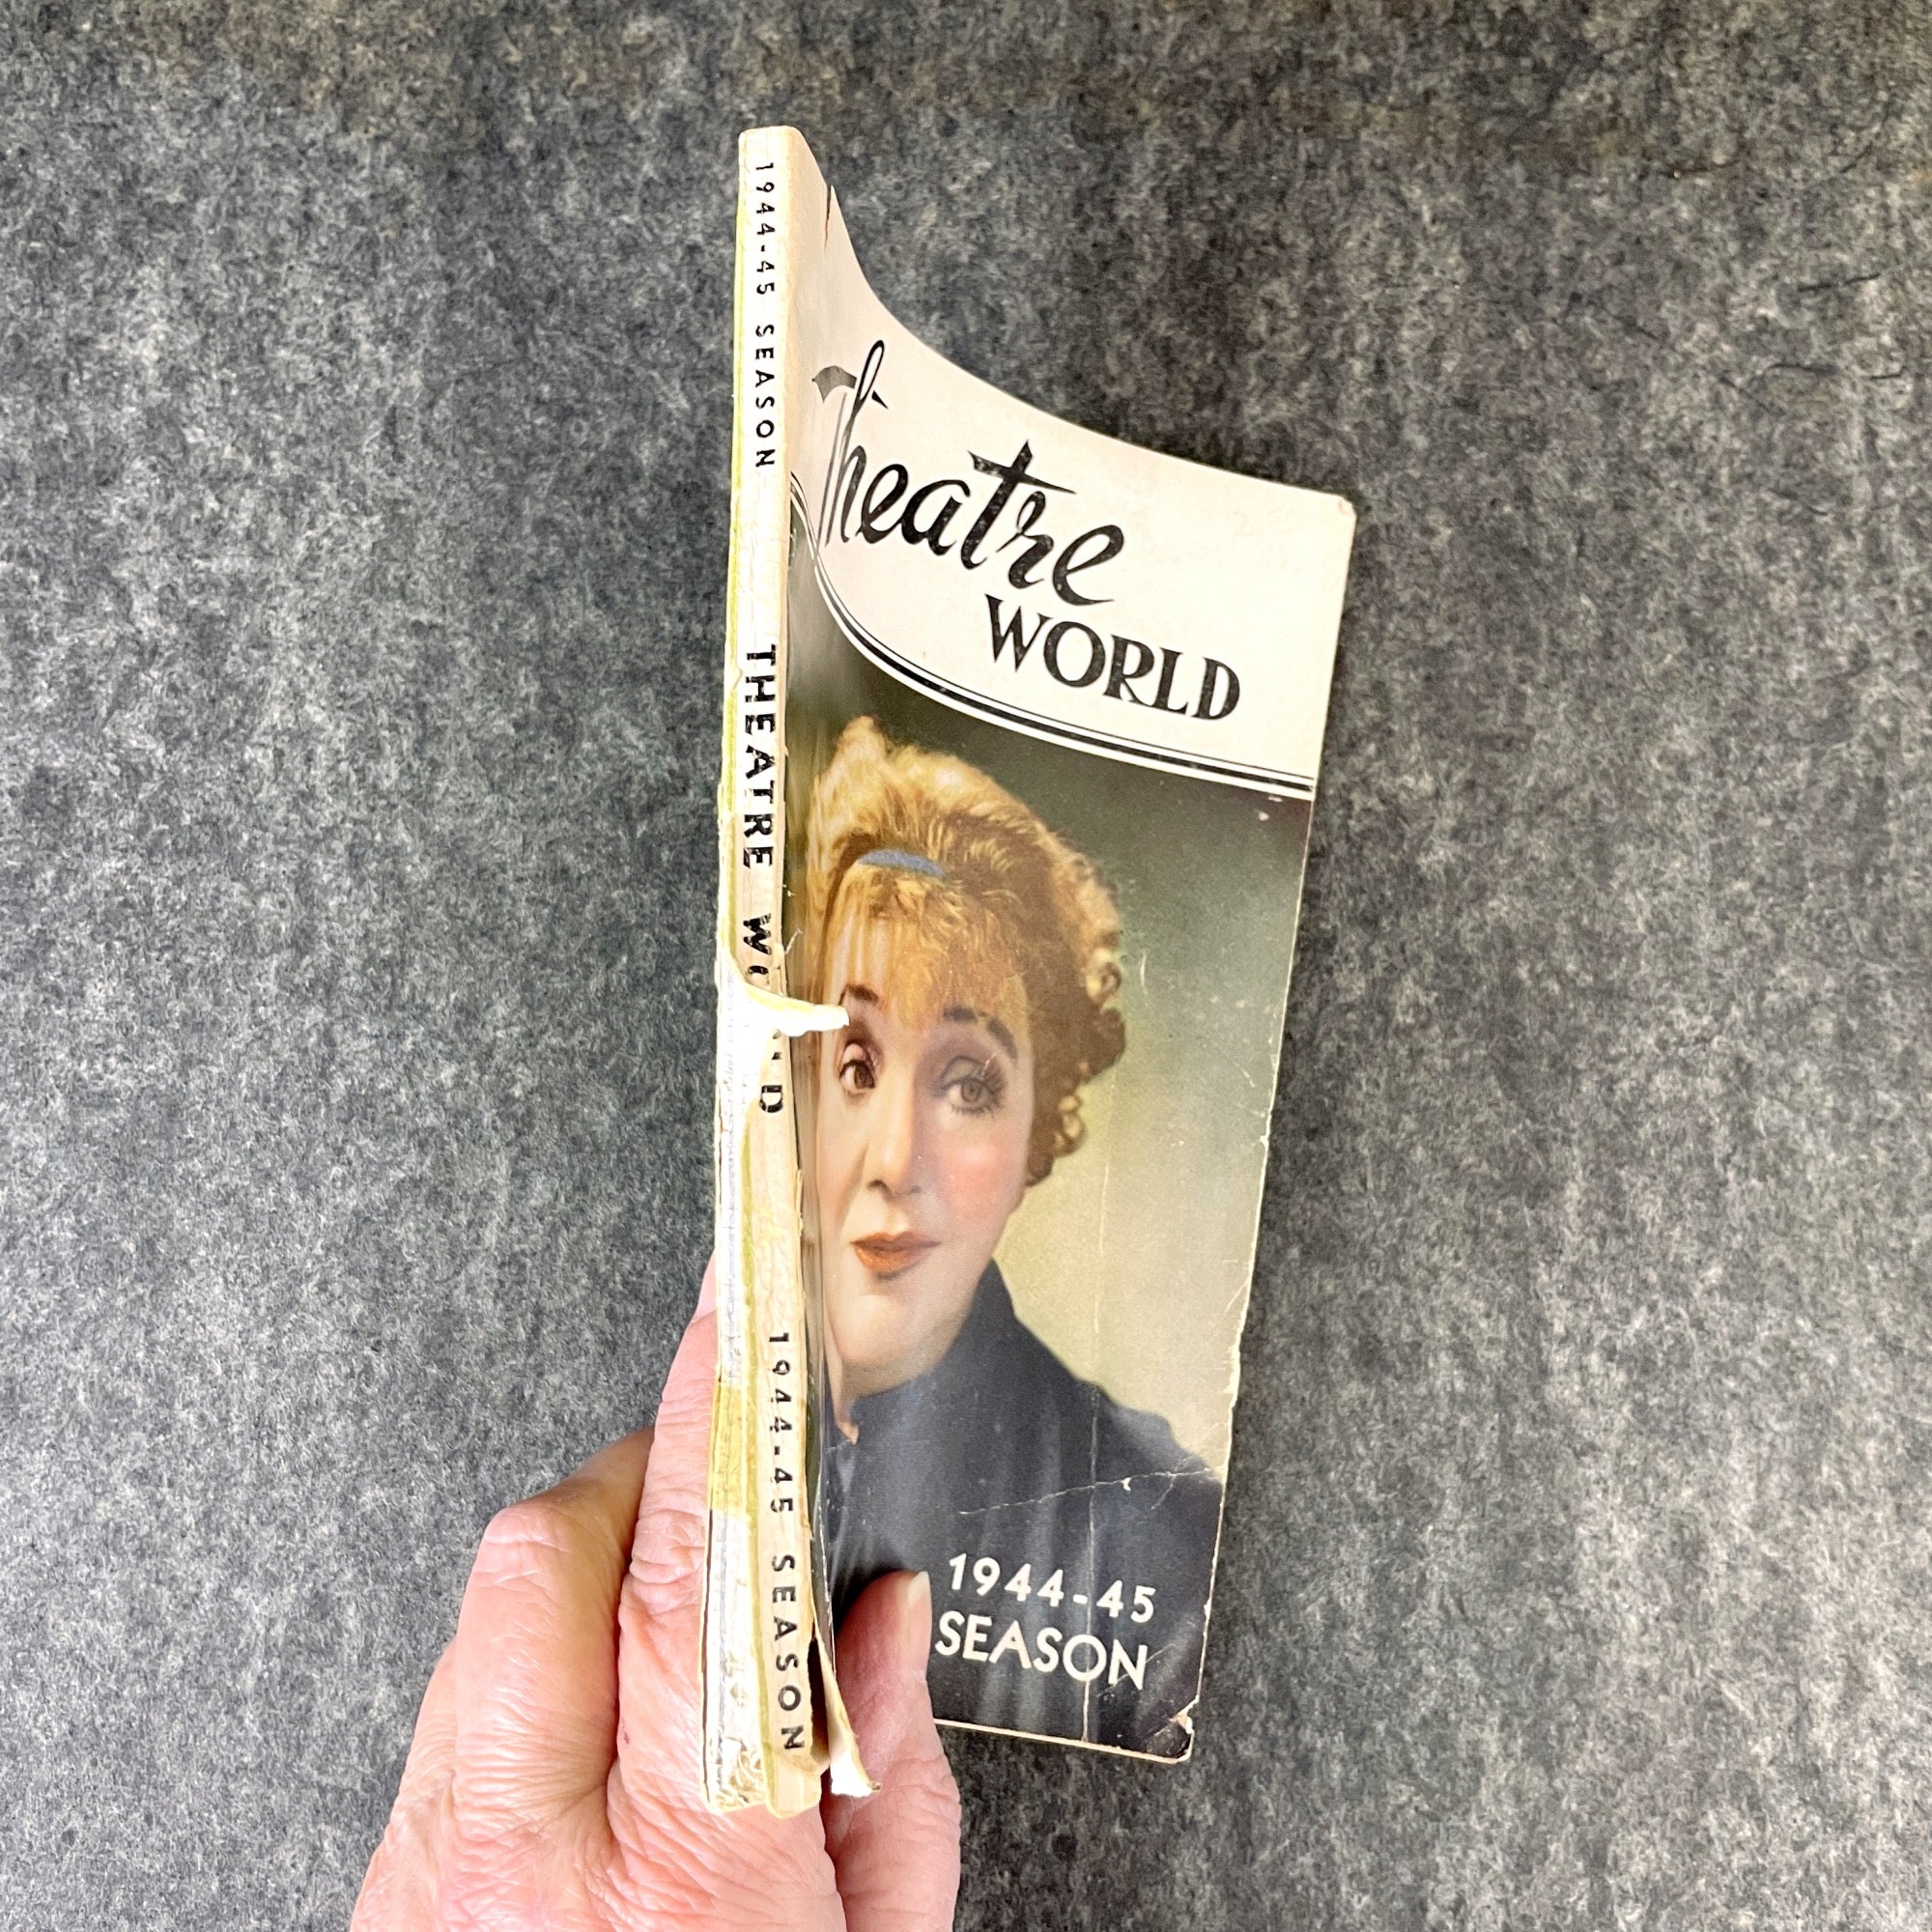 1944-45 SEASON
THEATRE
1944-45 SEASON
Theatre
WORLD
1944-45
SEASON